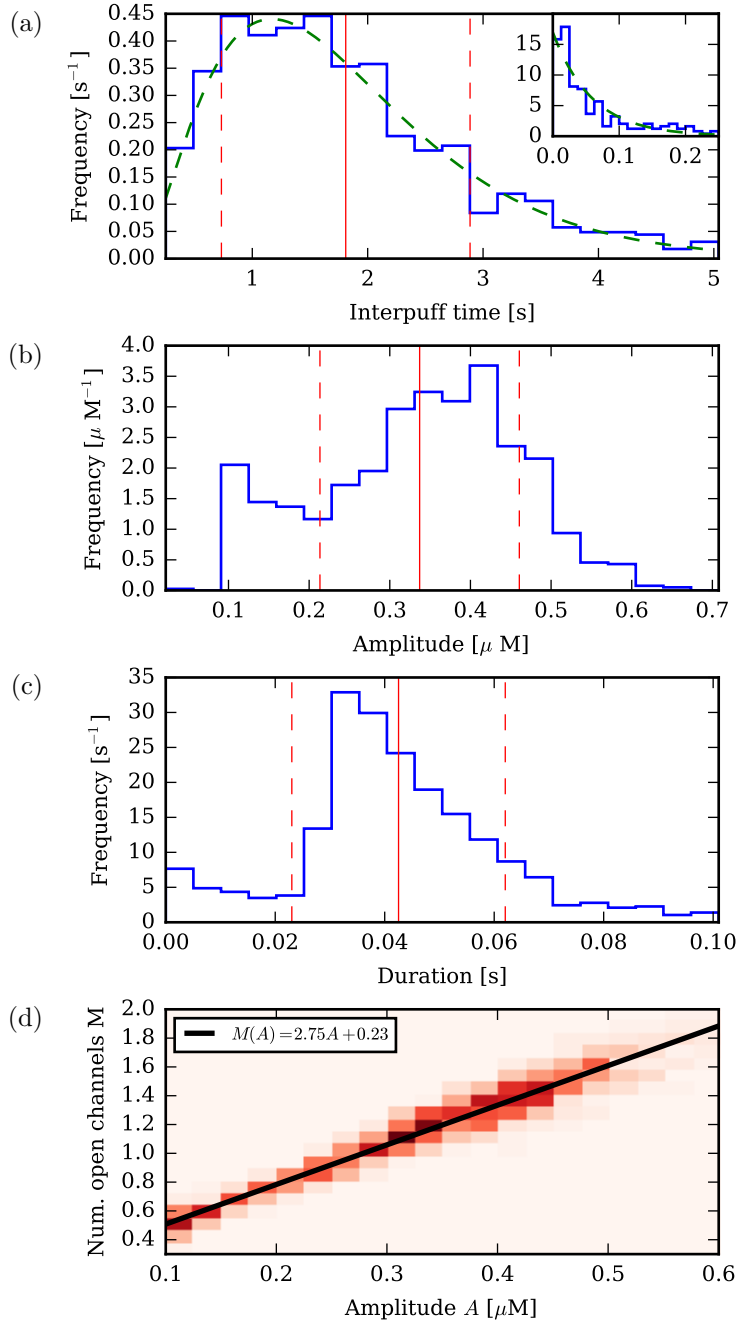 (a)
Frequency [s⁻¹]
0.45
0.40
0.35
0.30
0.25
0.20
0.15
0.10
0.05
0.00
20
15
10
5
0
0.0 0.1 0.2
1 2 3 4 5
Interpuff time [s]
(b)
Frequency [μ M⁻¹]
4.0
3.5
3.0
2.5
2.0
1.5
1.0
0.5
0.0
0.1 0.2 0.3 0.4 0.5 0.6 0.7
Amplitude [μ M]
(c)
Frequency [s⁻¹]
35
30
25
20
15
10
5
0
0.00 0.02 0.04 0.06 0.08 0.10
Duration [s]
(d)
Num. open channels M
2.0
1.8
1.6
1.4
1.2
1.0
0.8
0.6
0.4
M(A)=2.75A+0.23
0.1 0.2 0.3 0.4 0.5 0.6
Amplitude A [μM]